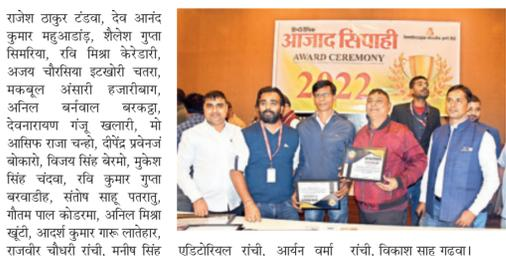 राजेश ठाकुर टंडवा, देव आनंद
कुमार महुआडांड़, शैलेश गुप्ता
सिमरिया, रवि मिश्रा केरेडारी,
अजय चौरसिया इटखोरी चतरा,
मकबूल अंसारी हजारीबाग,
अनिल बर्नवाल बरकट्ठा,
देवनारायण गंजू खलारी, मो
आसिफ राजा चन्हो, दीपेंद्र प्रवेनजं
बोकारो, विजय सिंह बेरमो, मुकेश
सिंह चंदवा, रवि कुमार गुप्ता
बरवाडीह, संतोष साहू पतरातु,
गौतम पाल कोडरमा, अनिल मिश्रा
खूंटी, आदर्श कुमार गारू लातेहार,
राजवीर चौधरी रांची, मनीष सिंह
हिन्दी दैनिक
आजाद सिपाही
AWARD CEREMONY
2022
एडिटोरियल रांची, आर्यन वर्मा
रांची, विकाश साह गढवा।